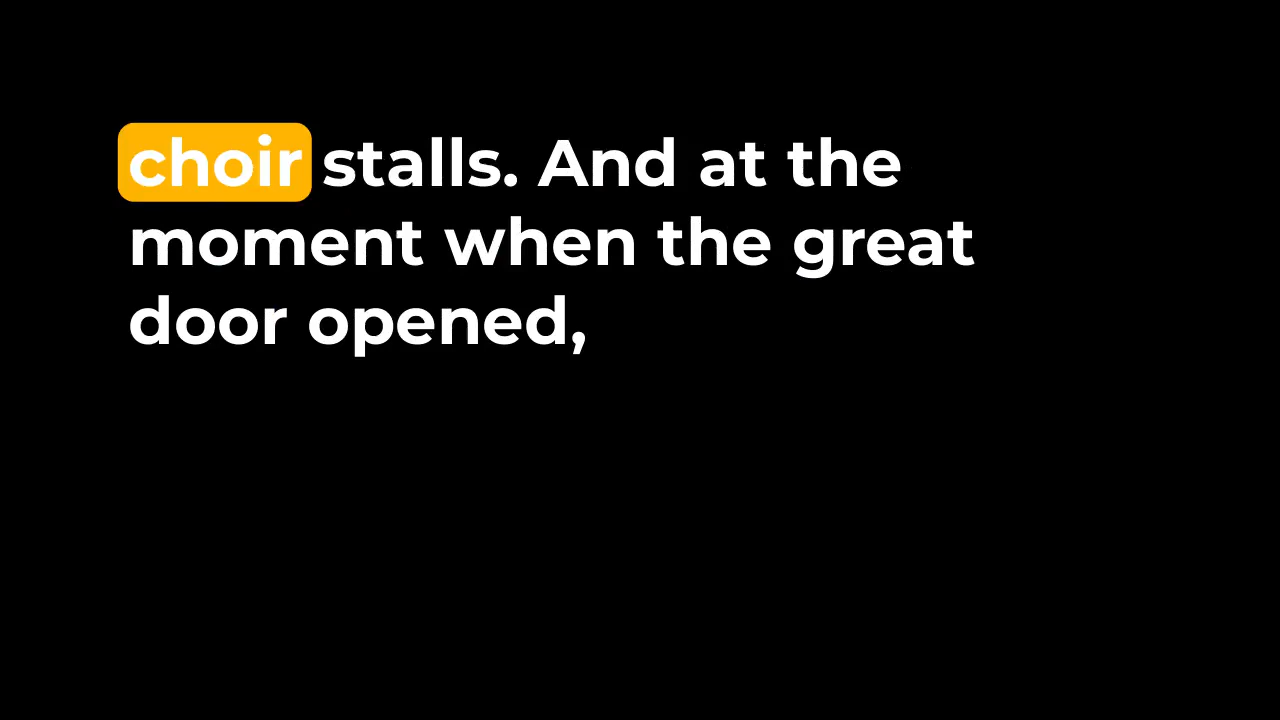 choir stalls. And at the
moment when the great
door opened,